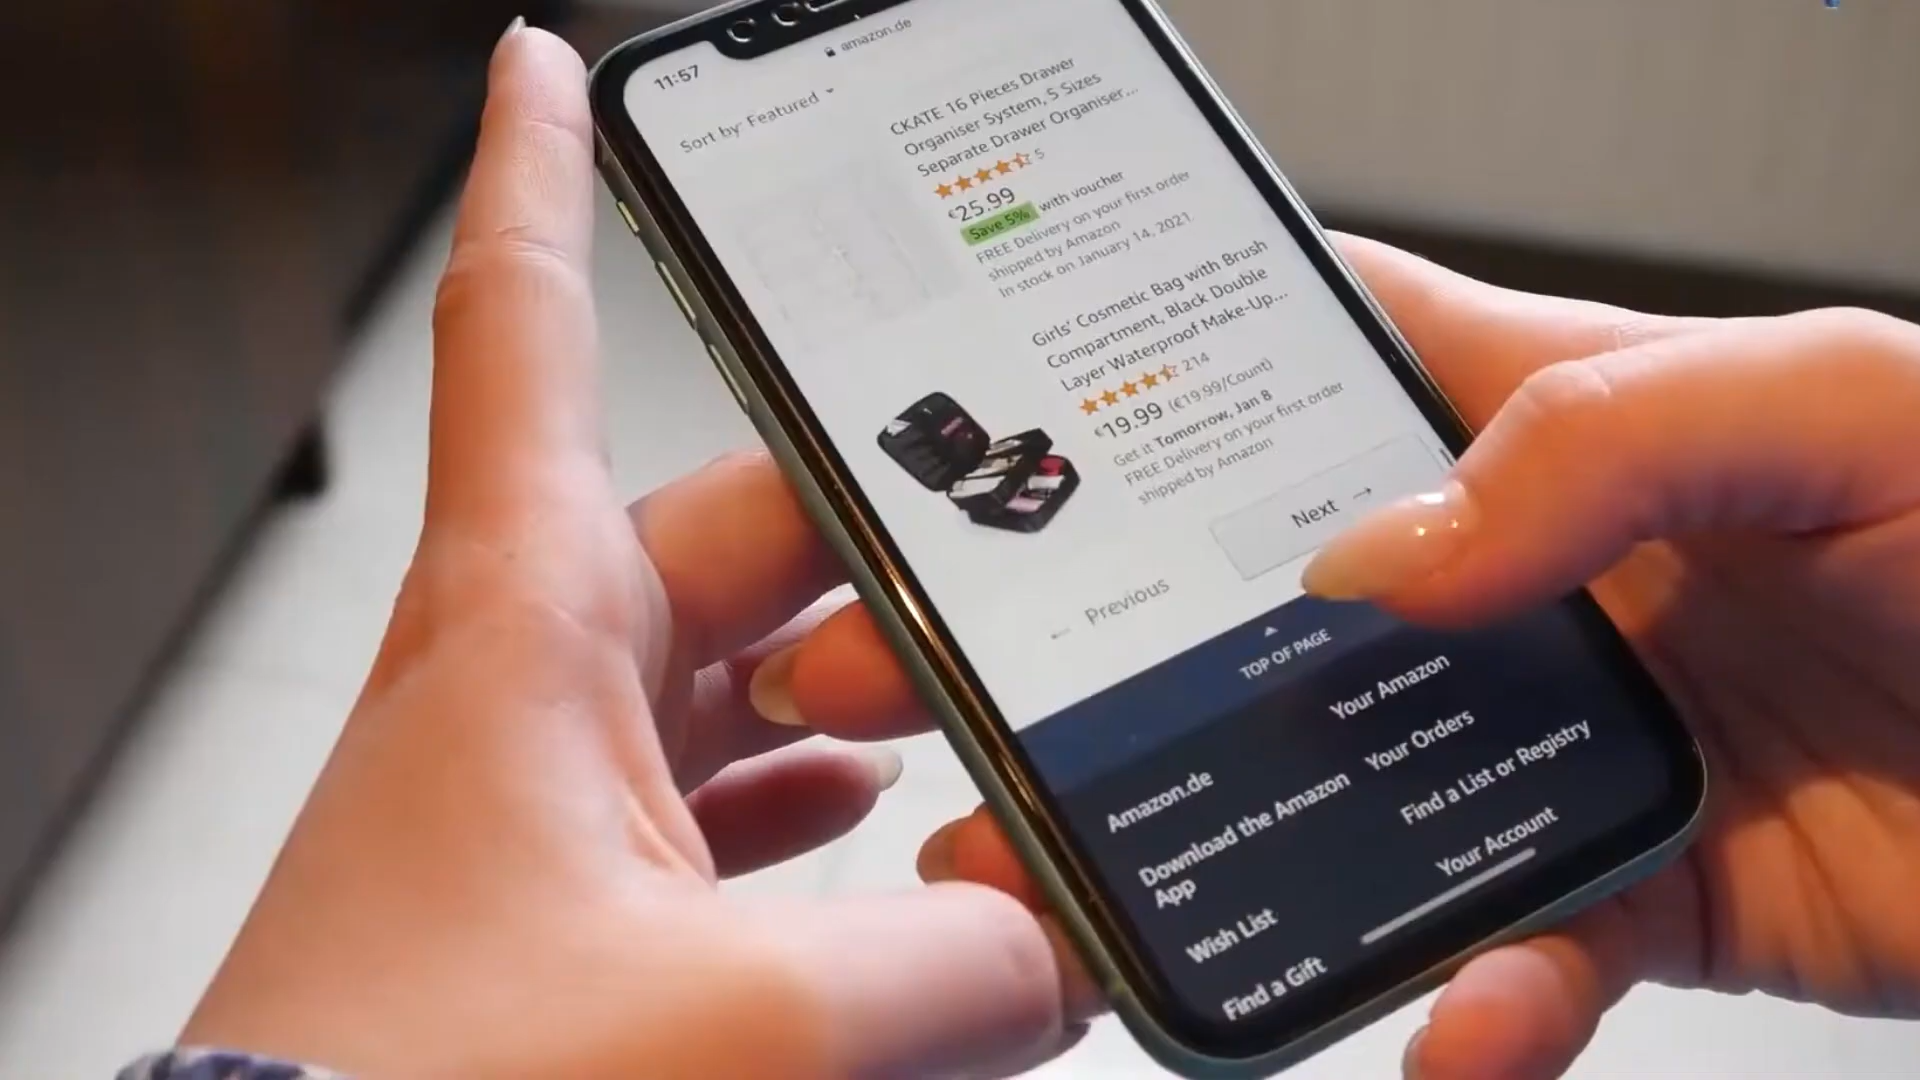 11:57
amazon.de
Sort by: Featured
CKATE 16 Pieces Drawer
Organiser System, 5 Sizes
Separate Drawer Organiser...
5
€25.99
Save 5% with voucher
FREE Delivery on your first order
shipped by Amazon
In stock on January 14, 2021.
Girls' Cosmetic Bag with Brush
Compartment, Black Double
Layer Waterproof Make-Up...
214
€19.99 (€19.99/Count)
Get it Tomorrow, Jan 8
FREE Delivery on your first order
shipped by Amazon
← Previous
Next →
TOP OF PAGE
Amazon.de
Your Amazon
Download the Amazon
App
Your Orders
Wish List
Find a List or Registry
Find a Gift
Your Account